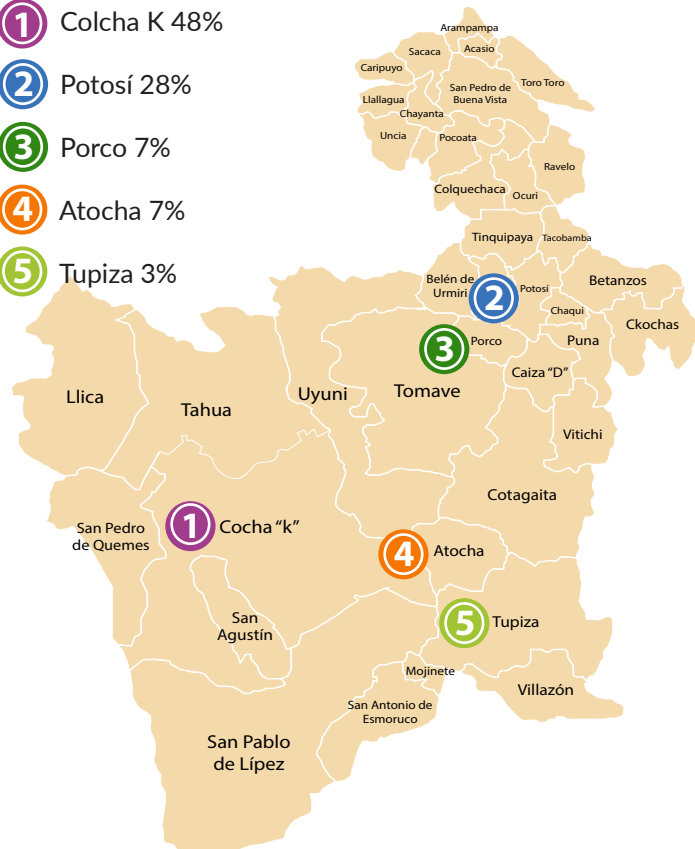 1 Colcha K 48%
2 Potosí 28%
3 Porco 7%
4 Atocha 7%
5 Tupiza 3%
Arampampa
Acasio
Sacaca
Caripuyo
Toro Toro
San Pedro de
Buena Vista
Llallagua
Chayanta
Uncia
Pocoata
Ravelo
Colquechaca
Ocuri
Tinquipaya
Tacobamba
Belén de
Urmiri
2
Potosí
Betanzos
Chaqui
Ckochas
3
Porco
Puna
Caiza "D"
Llica
Tahua
Uyuni
Tomave
Vitichi
Cotagaita
San Pedro
de Quemes
1
Cocha "k"
4
Atocha
San
Agustín
5
Tupiza
Mojinete
Villazón
San Antonio de
Esmoruco
San Pablo
de Lípez